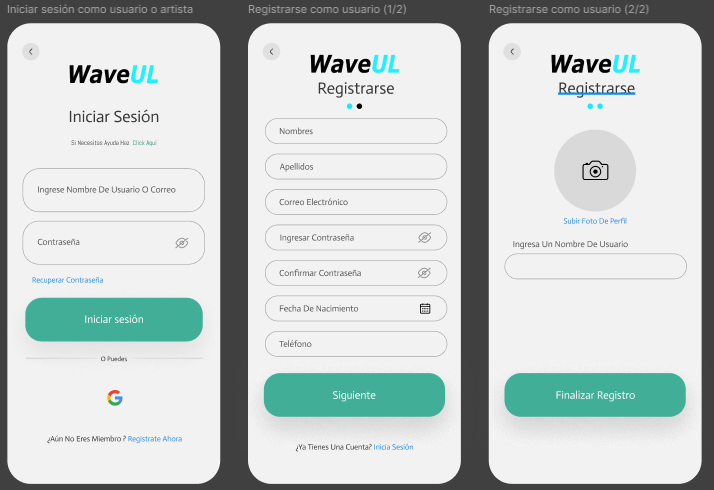 Iniciar sesión como usuario o artista
WaveUL
Iniciar Sesión
Si Necesitas Ayuda Haz Click Aquí
Ingrese Nombre De Usuario O Correo
Contraseña
Recuperar Contraseña
Iniciar sesión
O Puedes
¿Aún No Eres Miembro ? Registrate Ahora
Registrarse como usuario (1/2)
WaveUL
Registrarse
Nombres
Apellidos
Correo Electrónico
Ingresar Contraseña
Confirmar Contraseña
Fecha De Nacimiento
Teléfono
Siguiente
¿Ya Tienes Una Cuenta? Inicia Sesión
Registrarse como usuario (2/2)
WaveUL
Registrarse
Subir Foto De Perfil
Ingresa Un Nombre De Usuario
Finalizar Registro